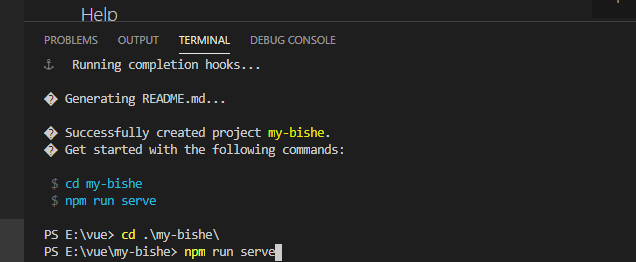 Help
PROBLEMS OUTPUT TERMINAL DEBUG CONSOLE
⚓ Running completion hooks...
� Generating README.md...
� Successfully created project my-bishe.
� Get started with the following commands:
$ cd my-bishe
$ npm run serve
PS E:\vue> cd .\my-bishe\
PS E:\vue\my-bishe> npm run serve